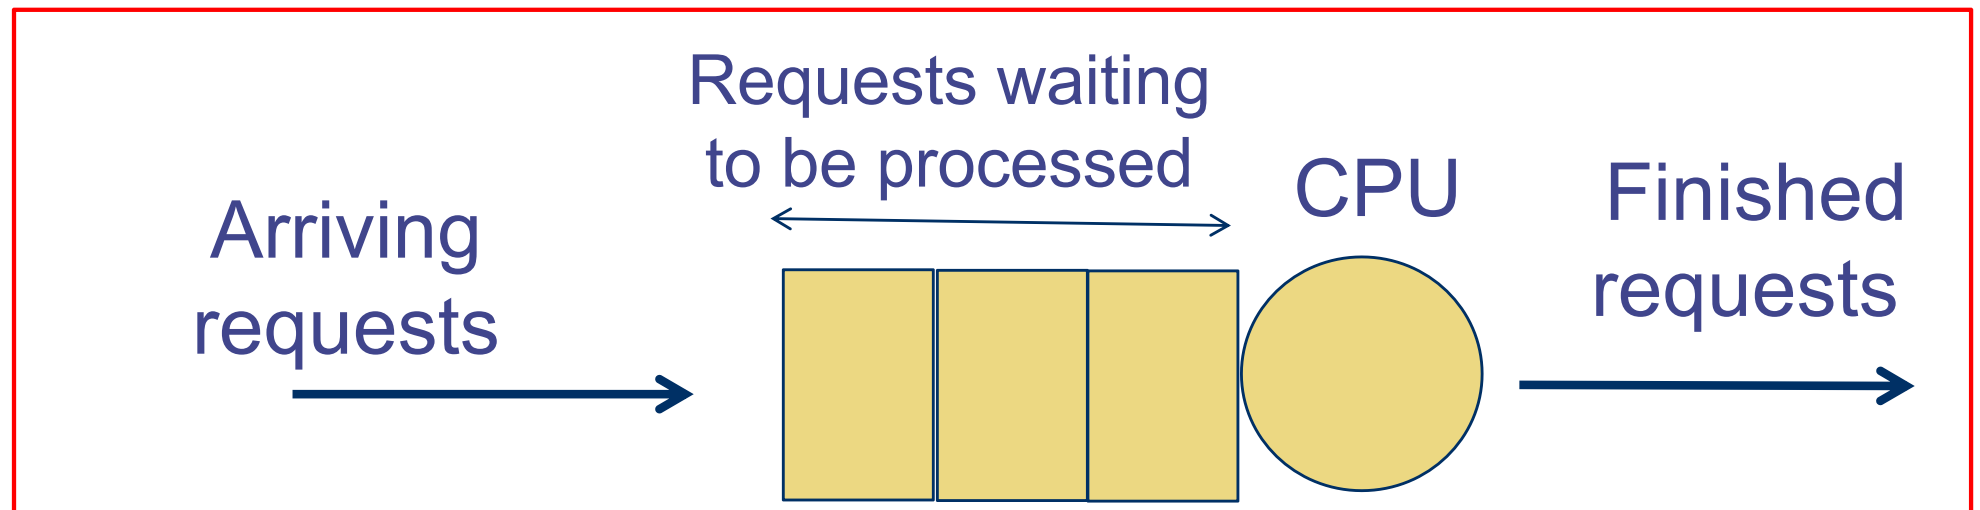 Arriving
requests
Requests waiting
to be processed
CPU
Finished
requests